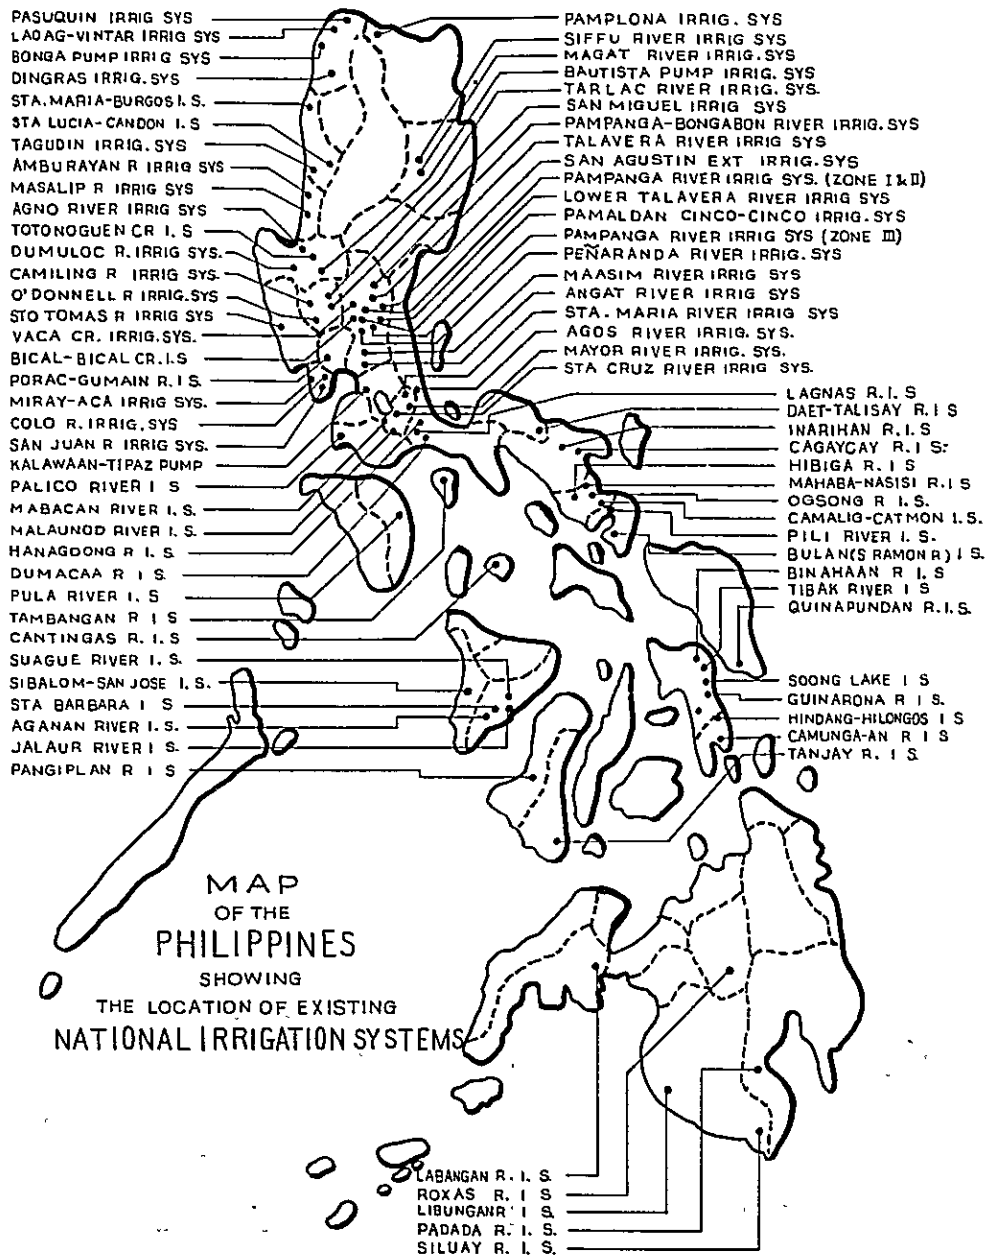 PASUQUIN IRRIG SYS
LAOAG-VINTAR IRRIG SYS
BONGA PUMP IRRIG SYS
DINGRAS IRRIG.SYS
STA.MARIA-BURGOS I.S.
STA LUCIA-CANDON I.S
TAGUDIN IRRIG.SYS.
AMBURAYAN R IRRIG SYS
MASALIP R IRRIG SYS
AGNO RIVER IRRIG SYS
TOTONOGUEN CR I.S
DUMULOC R.IRRIG.SYS.
CAMILING R IRRIG SYS
O'DONNELL R IRRIG.SYS
STO TOMAS R IRRIG SYS
VACA CR. IRRIG.SYS.
BICAL-BICAL CR.I.S
PORAC-GUMAIN R.I.S.
MIRAY-ACA IRRIG SYS.
COLO R.IRRIG.SYS
SAN JUAN R IRRIG SYS.
KALAWAAN-TIPAZ PUMP
PALICO RIVER I S
MABACAN RIVER I.S.
MALAUNOD RIVER I.S.
HANAGDONG R I.S.
DUMACAA R I S.
PULA RIVER I.S
TAMBANGAN R I S
CANTINGAS R. I. S
SUAGUE RIVER I. S.
SIBALOM-SAN JOSE I.S.
STA BARBARA I S
AGANAN RIVER I.S.
JALAUR RIVER I S.
PANGIPLAN R I S
PAMPLONA IRRIG. SYS
SIFFU RIVER IRRIG SYS
MAGAT RIVER IRRIG SYS
BAUTISTA PUMP IRRIG. SYS
TARLAC RIVER IRRIG. SYS.
SAN MIGUEL IRRIG SYS
PAMPANGA-BONGABON RIVER IRRIG.SYS
TALAVERA RIVER IRRIG. SYS
SAN AGUSTIN EXT IRRIG.SYS
PAMPANGA RIVER IRRIG SYS. (ZONE I & II)
LOWER TALAVERA RIVER IRRIG SYS
PAMALDAN CINCO-CINCO IRRIG.SYS
PAMPANGA RIVER IRRIG SYS (ZONE III)
PEÑARANDA RIVER IRRIG.SYS.
MAASIM RIVER IRRIG SYS
ANGAT RIVER IRRIG SYS
STA. MARIA RIVER IRRIG SYS
AGOS RIVER IRRIG. SYS.
MAYOR RIVER IRRIG. SYS.
STA CRUZ RIVER IRRIG SYS.
LAGNAS R.I.S.
DAET-TALISAY R.I S
INARIHAN R.I.S
CAGAYCAY R.I S.
HIBIGA R. I S
MAHABA-NASISI R.I S
OGSONG R I.S.
CAMALIG-CATMON I.S.
PILI RIVER I.S.
BULAN(S RAMON R) I S
BINAHAAN R I.S
TIBAK RIVER I S
QUINAPUNDAN R.I.S.
SOONG LAKE I S
GUINARONA R I S.
HINDANG-HILONGOS I S
CAMUNGA-AN R I S
TANJAY R. I S
MAP
OF THE
PHILIPPINES
SHOWING
THE LOCATION OF EXISTING
NATIONAL IRRIGATION SYSTEMS
LABANGAN R. I. S.
ROXAS R. I S
LIBUNGAN R I S
PADADA R. I. S.
SILUAY R. I. S.